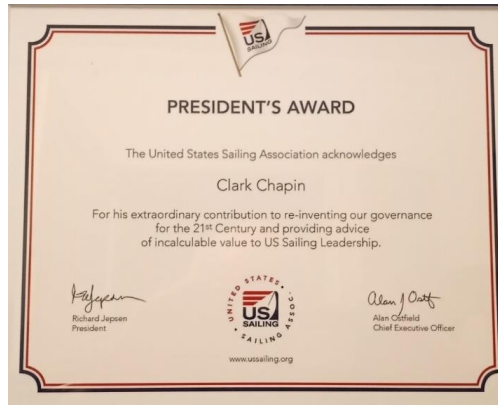 US
SAILING
PRESIDENT'S AWARD
The United States Sailing Association acknowledges
Clark Chapin
For his extraordinary contribution to re-inventing our governance
for the 21st Century and providing advice
of incalculable value to US Sailing Leadership.
Richard Jepsen
President
UNITED STATES
US
SAILING
SAILING ASSOC.
Alan J Ostf
Alan Ostfield
Chief Executive Officer
www.ussailing.org